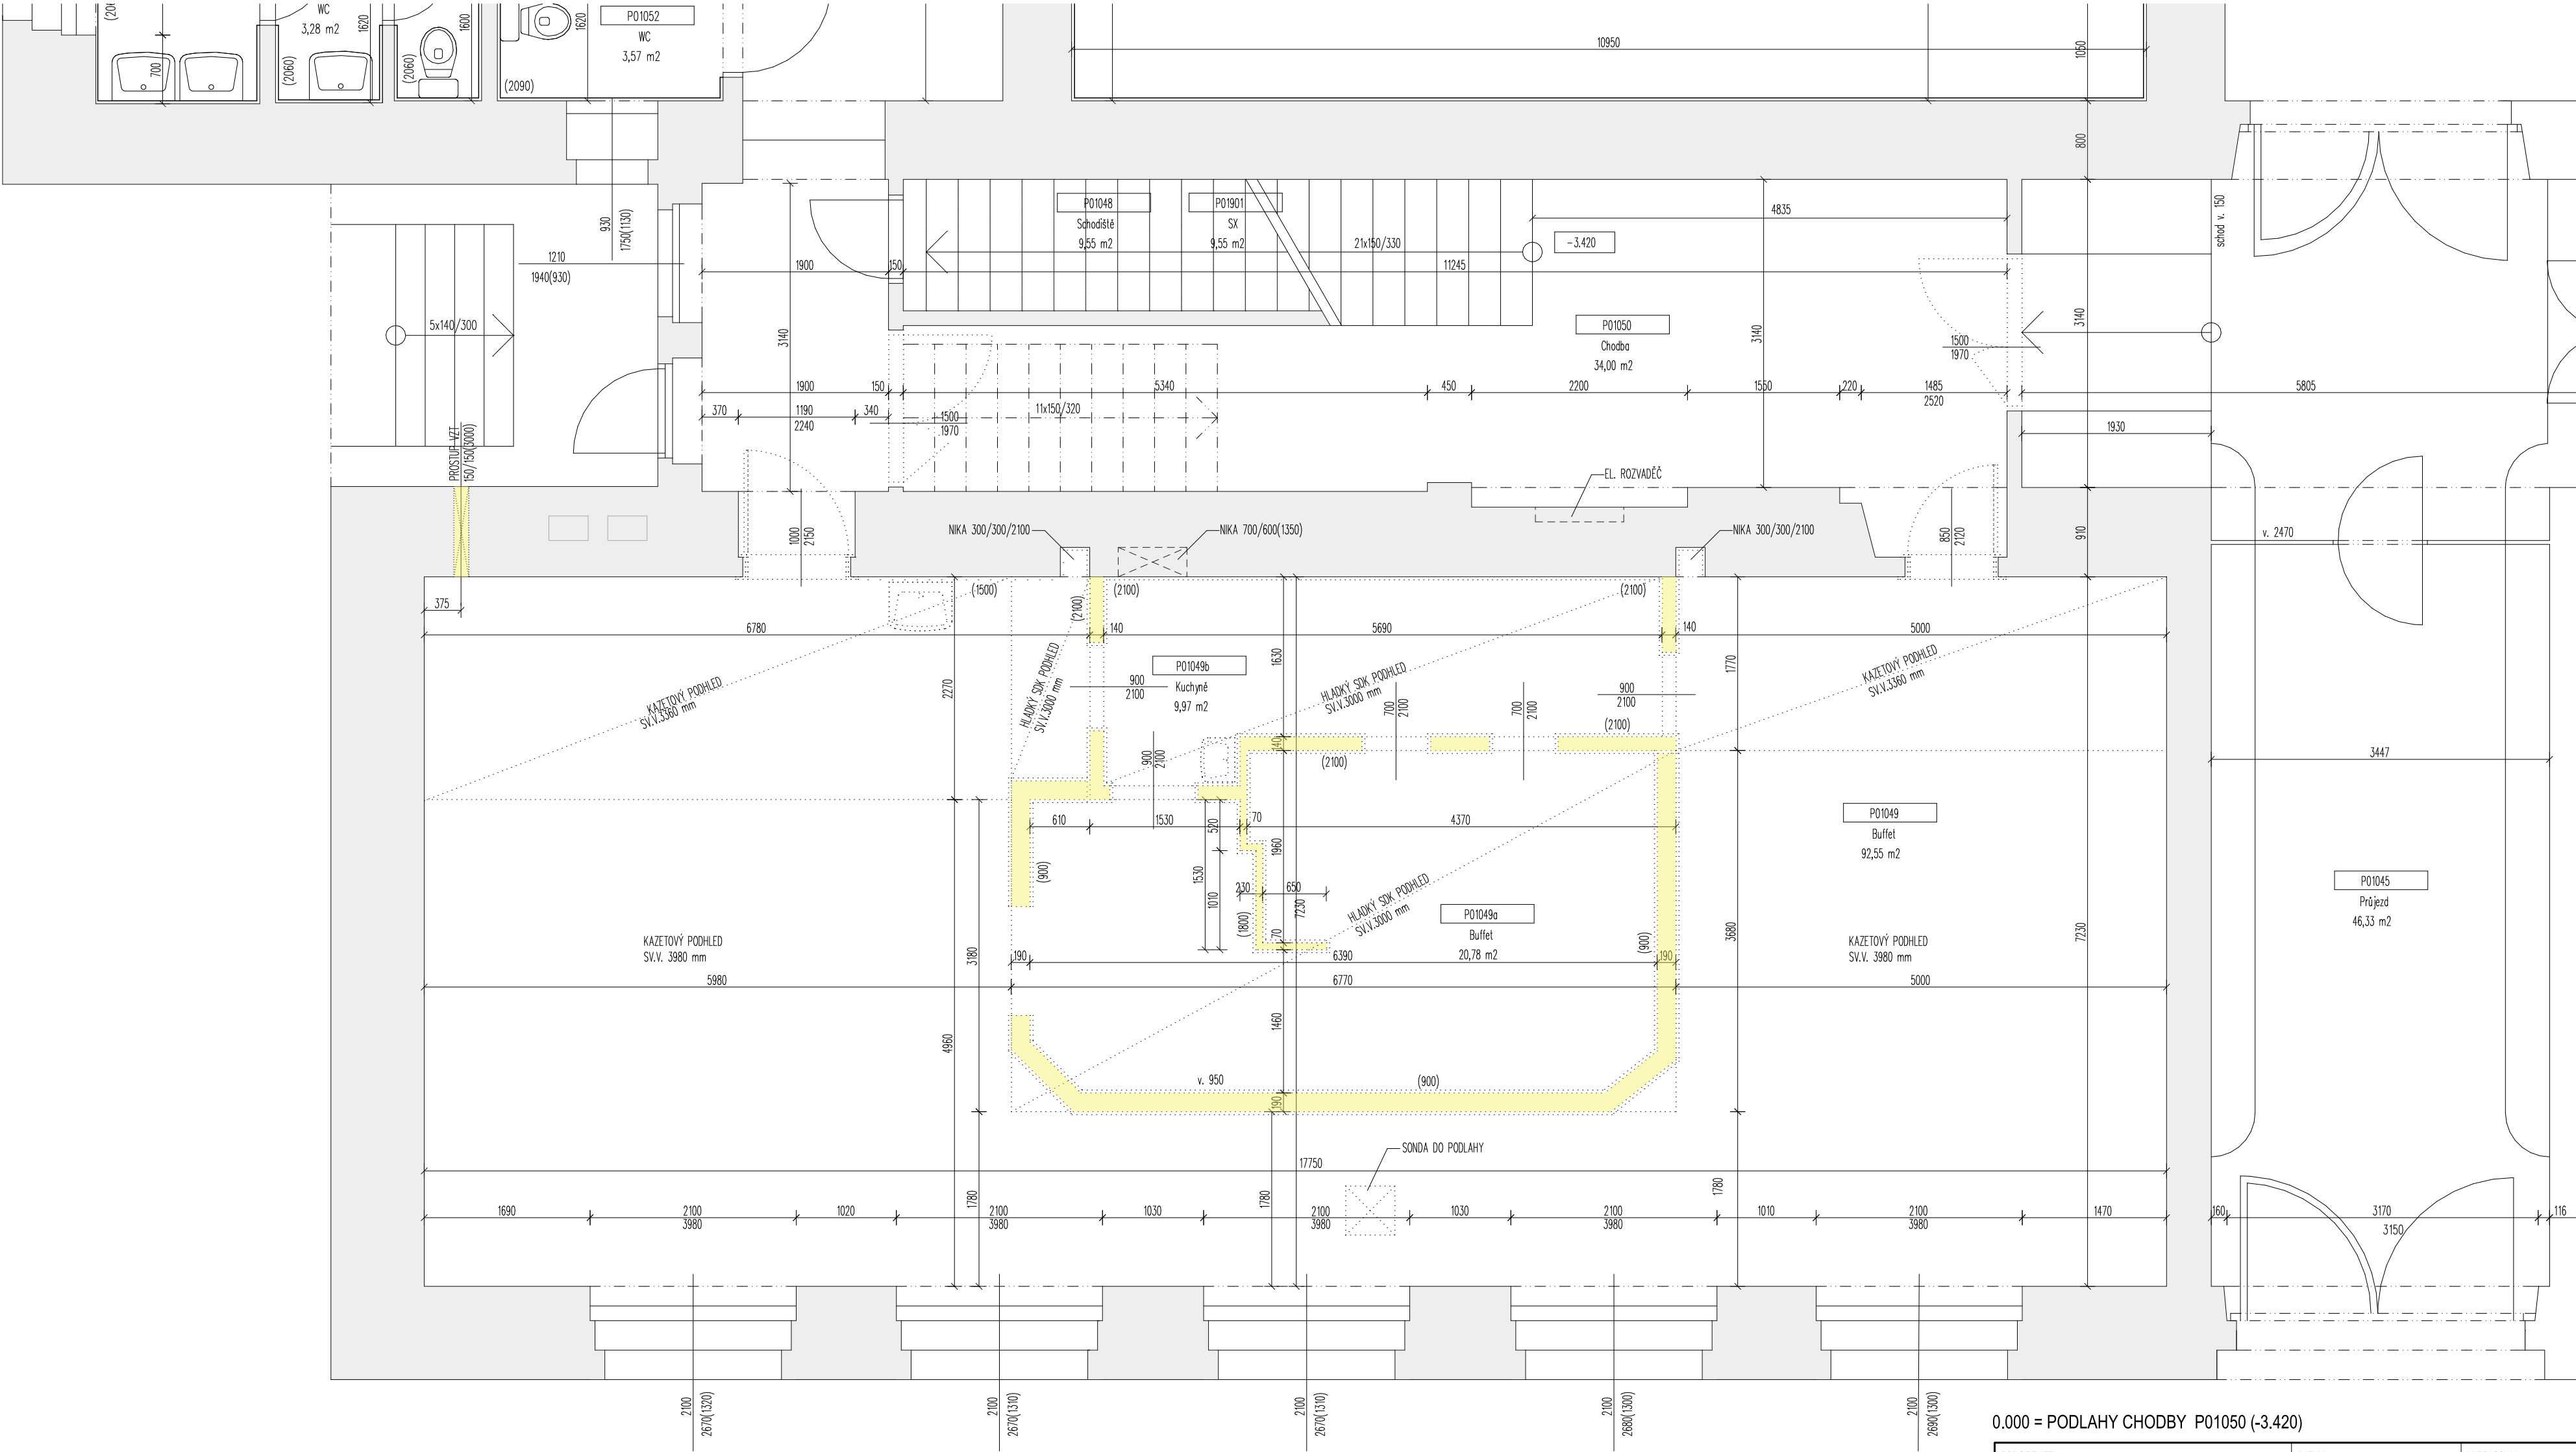 (2060)
WC
3,28 m2
1620
1600
1620
P01052
WC
3,57 m2
700
(2060)
(2060)
(2090)
10950
1050
800
930
1750(1130)
1210
1940(930)
5x140/300
P01048
Schodiště
9,55 m2
P01901
SX
9,55 m2
21x150/330
-3.420
4835
schod v. 150
1900
150
11245
3140
P01050
Chodba
34,00 m2
3140
3140
1500
1970
1900
150
5340
450
2200
1550
220
1485
2520
5805
370
1190
2240
340
1500
1970
11x150/320
1930
PROSTUP VZT
150/150(3000)
EL. ROZVADĚČ
NIKA 300/300/2100
NIKA 700/600(1350)
NIKA 300/300/2100
1000
2150
850
2120
910
v. 2470
375
(1500)
(2100)
(2100)
(2100)
6780
140
5690
140
5000
KAZETOVÝ PODHLED
SV.V.3360 mm
2270
HLADKÝ SDK PODHLED
SV.V.3000 mm
P01049b
Kuchyně
9,97 m2
900
2100
1630
HLADKÝ SDK PODHLED
SV.V.3000 mm
700
2100
700
2100
900
2100
(2100)
1770
KAZETOVÝ PODHLED
SV.V.3360 mm
900
2100
140
(2100)
3447
610
1530
70
4370
520
1960
P01049
Buffet
92,55 m2
(900)
1530
1010
230
650
7230
(1800)
70
HLADKÝ SDK PODHLED
SV.V.3000 mm
P01049a
Buffet
20,78 m2
(900)
3680
7230
P01045
Průjezd
46,33 m2
KAZETOVÝ PODHLED
SV.V. 3980 mm
KAZETOVÝ PODHLED
SV.V. 3980 mm
3180
190
6390
190
5980
6770
5000
4960
1460
v. 950
(900)
190
SONDA DO PODLAHY
17750
1780
1780
1780
1690
2100
3980
1020
2100
3980
1030
2100
3980
1030
2100
3980
1010
2100
3980
1470
160
3170
3150
116
2100
2670(1320)
2100
2670(1310)
2100
2670(1310)
2100
2680(1300)
2100
2690(1300)
0.000 = PODLAHY CHODBY P01050 (-3.420)